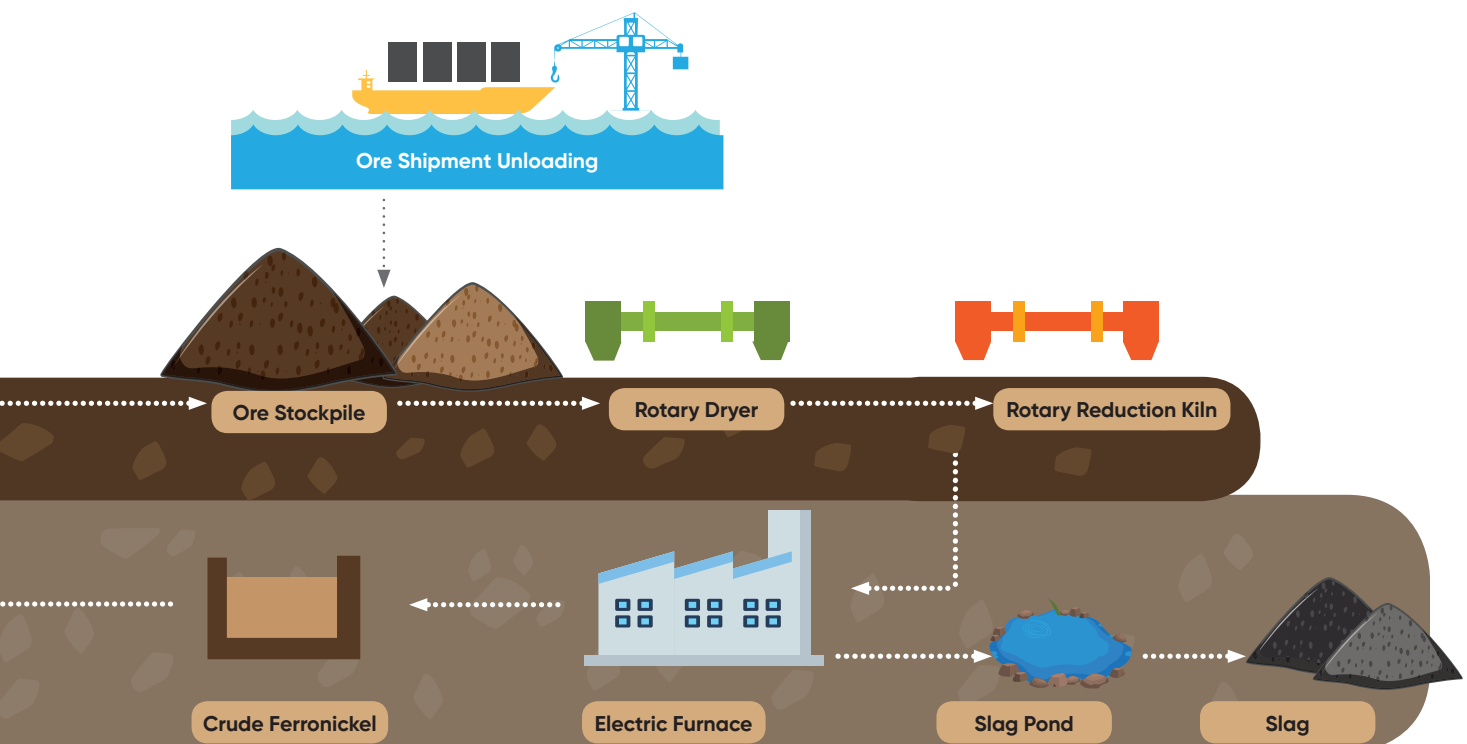 Ore Shipment Unloading
Ore Stockpile
Rotary Dryer
Rotary Reduction Kiln
Crude Ferronickel
Electric Furnace
Slag Pond
Slag